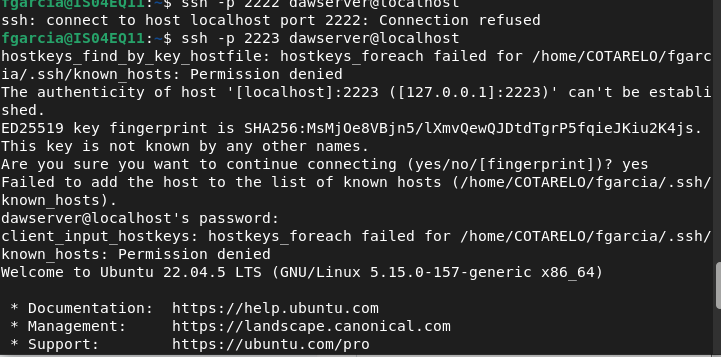 fgarcia@IS04EQ11:~$ ssh -p 2222 dawserver@localhost
ssh: connect to host localhost port 2222: Connection refused
fgarcia@IS04EQ11:~$ ssh -p 2223 dawserver@localhost
hostkeys_find_by_key_hostfile: hostkeys_foreach failed for /home/COTARELO/fgarc
ia/.ssh/known_hosts: Permission denied
The authenticity of host '[localhost]:2223 ([127.0.0.1]:2223)' can't be establi
shed.
ED25519 key fingerprint is SHA256:MsMjOe8VBjn5/lXmvQewQJDtdTgrP5fqieJKiu2K4js.
This key is not known by any other names.
Are you sure you want to continue connecting (yes/no/[fingerprint])? yes
Failed to add the host to the list of known hosts (/home/COTARELO/fgarcia/.ssh/
known_hosts).
dawserver@localhost's password:
client_input_hostkeys: hostkeys_foreach failed for /home/COTARELO/fgarcia/.ssh/
known_hosts: Permission denied
Welcome to Ubuntu 22.04.5 LTS (GNU/Linux 5.15.0-157-generic x86_64)

 * Documentation:  https://help.ubuntu.com
 * Management:     https://landscape.canonical.com
 * Support:        https://ubuntu.com/pro